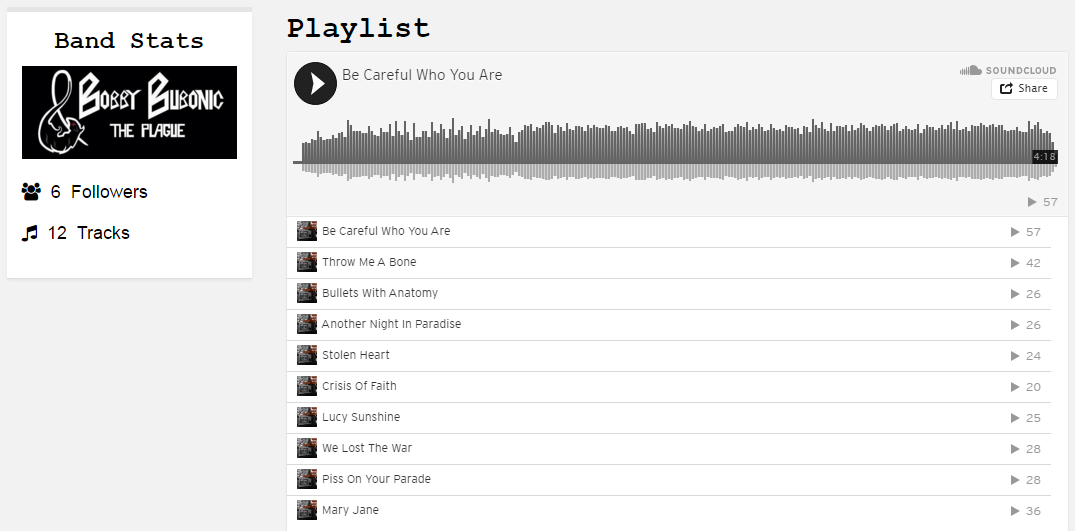 Band Stats
BOBBY BUBONIC
THE PLAGUE
6 Followers
12 Tracks
Playlist
Be Careful Who You Are
SOUNDCLOUD
Share
4:18
57
Be Careful Who You Are 57
Throw Me A Bone 42
Bullets With Anatomy 26
Another Night In Paradise 26
Stolen Heart 24
Crisis Of Faith 20
Lucy Sunshine 25
We Lost The War 28
Piss On Your Parade 28
Mary Jane 36